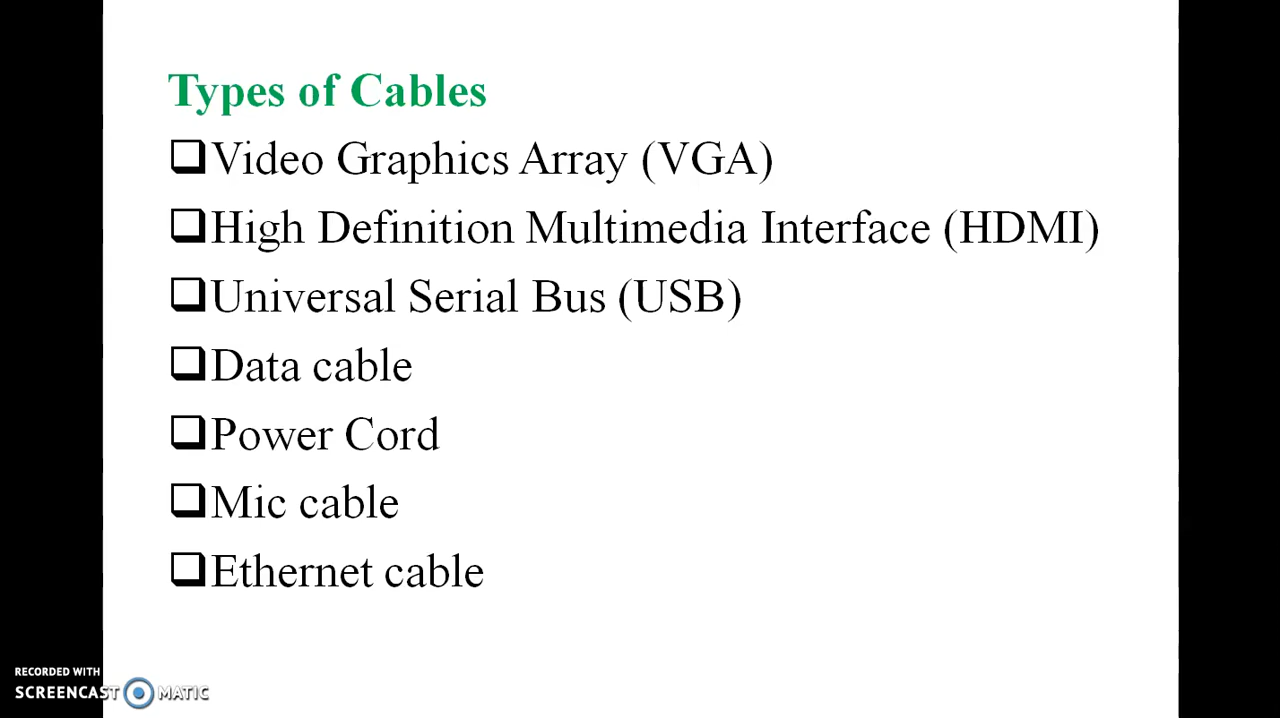 Types of Cables
❑Video Graphics Array (VGA)
❑High Definition Multimedia Interface (HDMI)
❑Universal Serial Bus (USB)
❑Data cable
❑Power Cord
❑Mic cable
❑Ethernet cable
RECORDED WITH
SCREENCAST MATIC